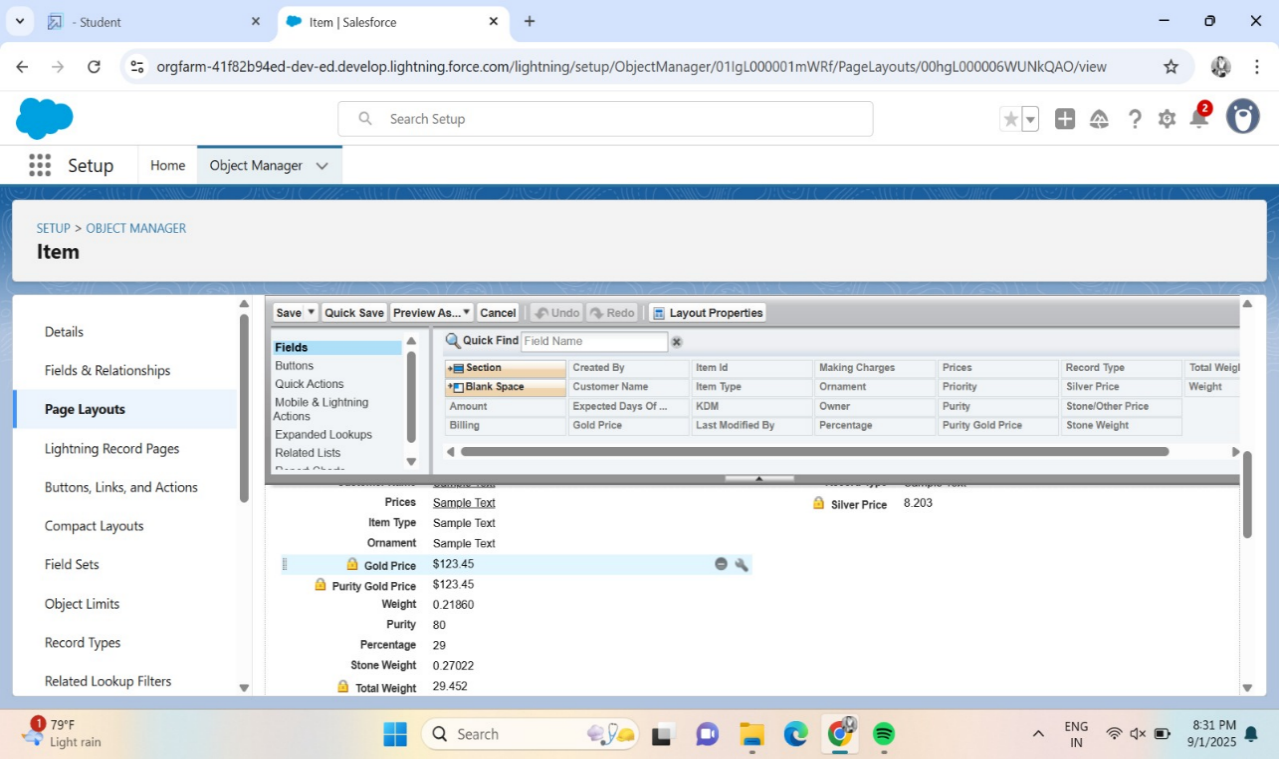 - Student
Item | Salesforce
orgfarm-41f82b94ed-dev-ed.develop.lightning.force.com/lightning/setup/ObjectManager/01IgL000001mWRf/PageLayouts/00hgL000006WUNkQAO/view
Search Setup
2
Setup Home Object Manager
SETUP > OBJECT MANAGER
Item
Details
Fields & Relationships
Page Layouts
Lightning Record Pages
Buttons, Links, and Actions
Compact Layouts
Field Sets
Object Limits
Record Types
Related Lookup Filters
Save Quick Save Preview As... Cancel Undo Redo Layout Properties
Fields
Buttons
Quick Actions
Mobile & Lightning
Actions
Expanded Lookups
Related Lists
Quick Find Field Name
Section Created By Item Id Making Charges Prices Record Type Total Weigl
Blank Space Customer Name Item Type Ornament Priority Silver Price Weight
Amount Expected Days Of ... KDM Owner Purity Stone/Other Price
Billing Gold Price Last Modified By Percentage Purity Gold Price Stone Weight
Prices Sample Text Silver Price 8.203
Item Type Sample Text
Ornament Sample Text
Gold Price $123.45
Purity Gold Price $123.45
Weight 0.21860
Purity 80
Percentage 29
Stone Weight 0.27022
Total Weight 29.452
1
79°F
Light rain
Search
ENG
IN
8:31 PM
9/1/2025